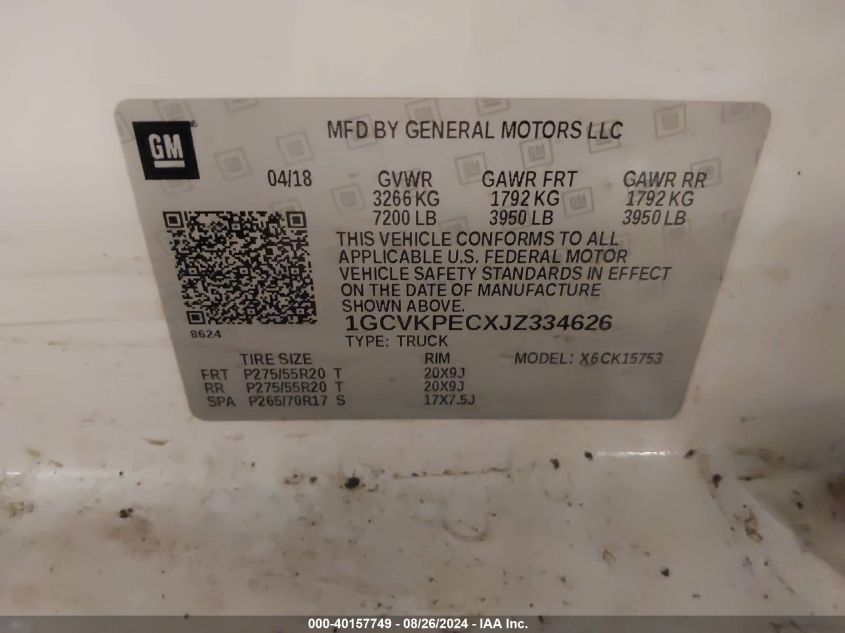 GM
MFD BY GENERAL MOTORS LLC
04/18 GVWR GAWR FRT GAWR RR
3266 KG 1792 KG 1792 KG
7200 LB 3950 LB 3950 LB
THIS VEHICLE CONFORMS TO ALL
APPLICABLE U.S. FEDERAL MOTOR
VEHICLE SAFETY STANDARDS IN EFFECT
ON THE DATE OF MANUFACTURE
SHOWN ABOVE.
8624
1GCVKPECXJZ334626
TYPE: TRUCK
TIRE SIZE RIM MODEL: X6CK15753
FRT P275/55R20 T 20X9J
RR P275/55R20 T 20X9J
SPA P265/70R17 S 17X7.5J
000-40157749 - 08/26/2024 - IAA Inc.